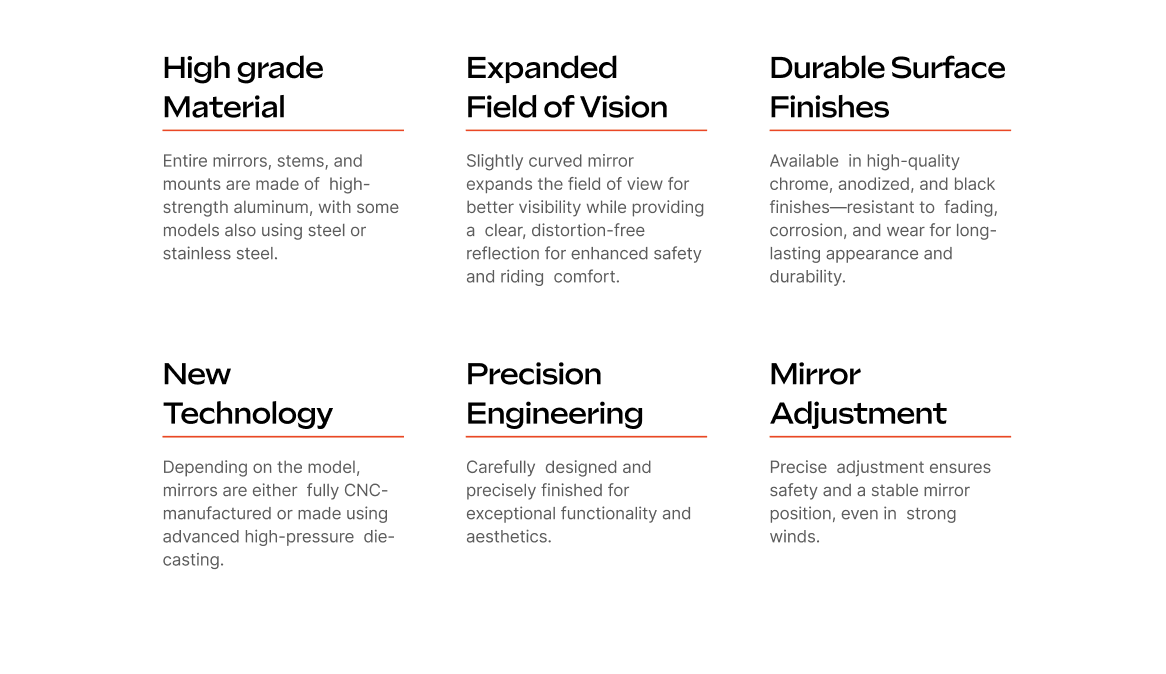 High grade
Material
Entire mirrors, stems, and
mounts are made of  high-
strength aluminum, with some
models also using steel or
stainless steel.
Expanded
Field of Vision
Slightly curved mirror
expands the field of view for
better visibility while providing
a  clear, distortion-free
reflection for enhanced safety
and riding  comfort.
Durable Surface
Finishes
Available  in high-quality
chrome, anodized, and black
finishes—resistant to  fading,
corrosion, and wear for long-
lasting appearance and
durability.
New
Technology
Depending on the model,
mirrors are either  fully CNC-
manufactured or made using
advanced high-pressure  die-
casting.
Precision
Engineering
Carefully  designed and
precisely finished for
exceptional functionality and
aesthetics.
Mirror
Adjustment
Precise  adjustment ensures
safety and a stable mirror
position, even in  strong
winds.